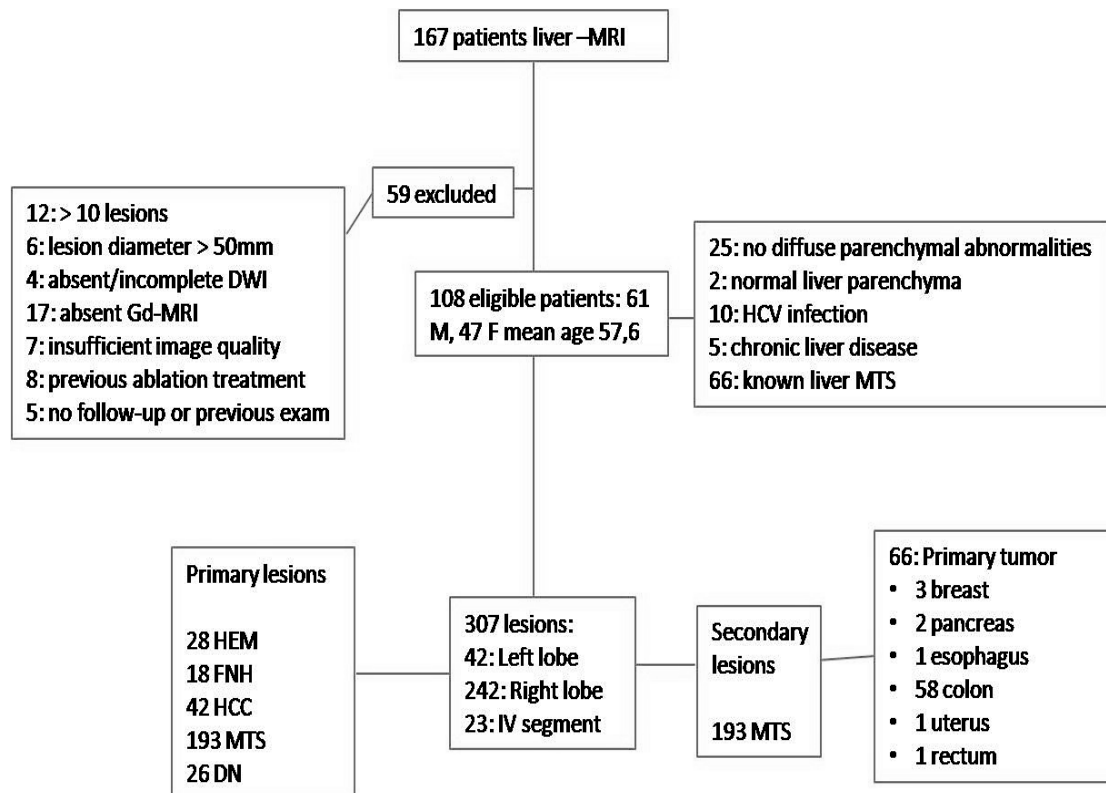 167 patients liver –MRI
59 excluded
12: > 10 lesions
6: lesion diameter > 50mm
4: absent/incomplete DWI
17: absent Gd-MRI
7: insufficient image quality
8: previous ablation treatment
5: no follow-up or previous exam
108 eligible patients: 61
M, 47 F mean age 57,6
25: no diffuse parenchymal abnormalities
2: normal liver parenchyma
10: HCV infection
5: chronic liver disease
66: known liver MTS
Primary lesions
28 HEM
18 FNH
42 HCC
193 MTS
26 DN
307 lesions:
42: Left lobe
242: Right lobe
23: IV segment
Secondary
lesions
193 MTS
66: Primary tumor
• 3 breast
• 2 pancreas
• 1 esophagus
• 58 colon
• 1 uterus
• 1 rectum